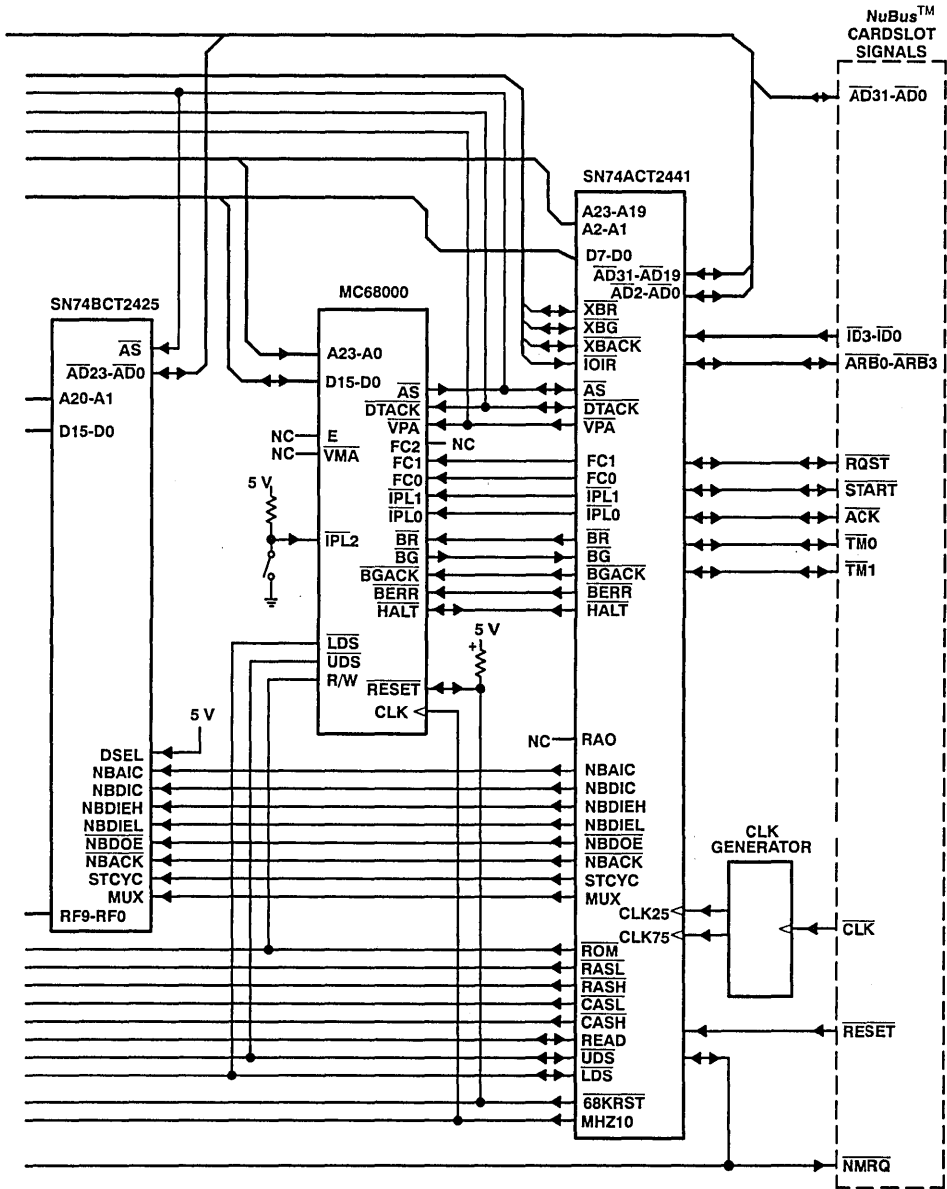 NuBus™
CARDSLOT
SIGNALS
AD31-AD0
SN74ACT2441
A23-A19
A2-A1
D7-D0
AD31-AD19
AD2-AD0
XBR
XBG
XBACK
IOIR
AS
DTACK
VPA
FC1
FC0
IPL1
IPL0
BR
BG
BGACK
BERR
HALT
NC
RAO
NBAIC
NBDIC
NBDIEH
NBDIEL
NBDOE
NBACK
STCYC
MUX
CLK25
CLK75
ROM
RASL
RASH
CASL
CASH
READ
UDS
LDS
68KRST
MHZ10
MC68000
A23-A0
D15-D0
AS
DTACK
VPA
NC
E
NC
VMA
FC2
NC
FC1
FC0
IPL1
IPL0
5 V
IPL2
BR
BG
BGACK
BERR
HALT
LDS
UDS
R/W
5 V
+
RESET
CLK
SN74BCT2425
AS
AD23-AD0
A20-A1
D15-D0
5 V
DSEL
NBAIC
NBDIC
NBDIEH
NBDIEL
NBDOE
NBACK
STCYC
MUX
RF9-RF0
CLK
GENERATOR
ID3-ID0
ARB0-ARB3
RQST
START
ACK
TM0
TM1
CLK
RESET
NMRQ